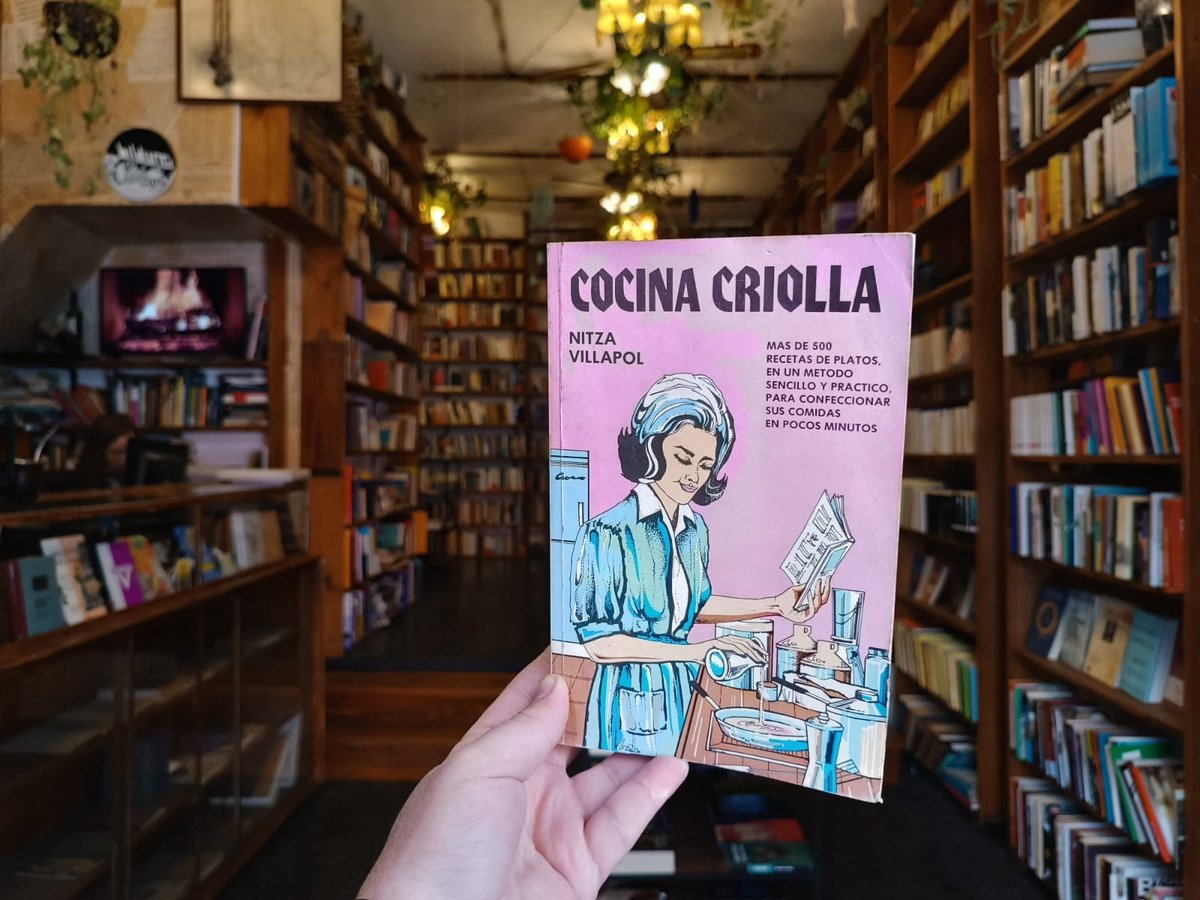 COCINA CRIOLLA
NITZA
VILLAPOL
MAS DE 500
RECETAS DE PLATOS,
EN UN METODO
SENCILLO Y PRACTICO,
PARA CONFECCIONAR
SUS COMIDAS
EN POCOS MINUTOS